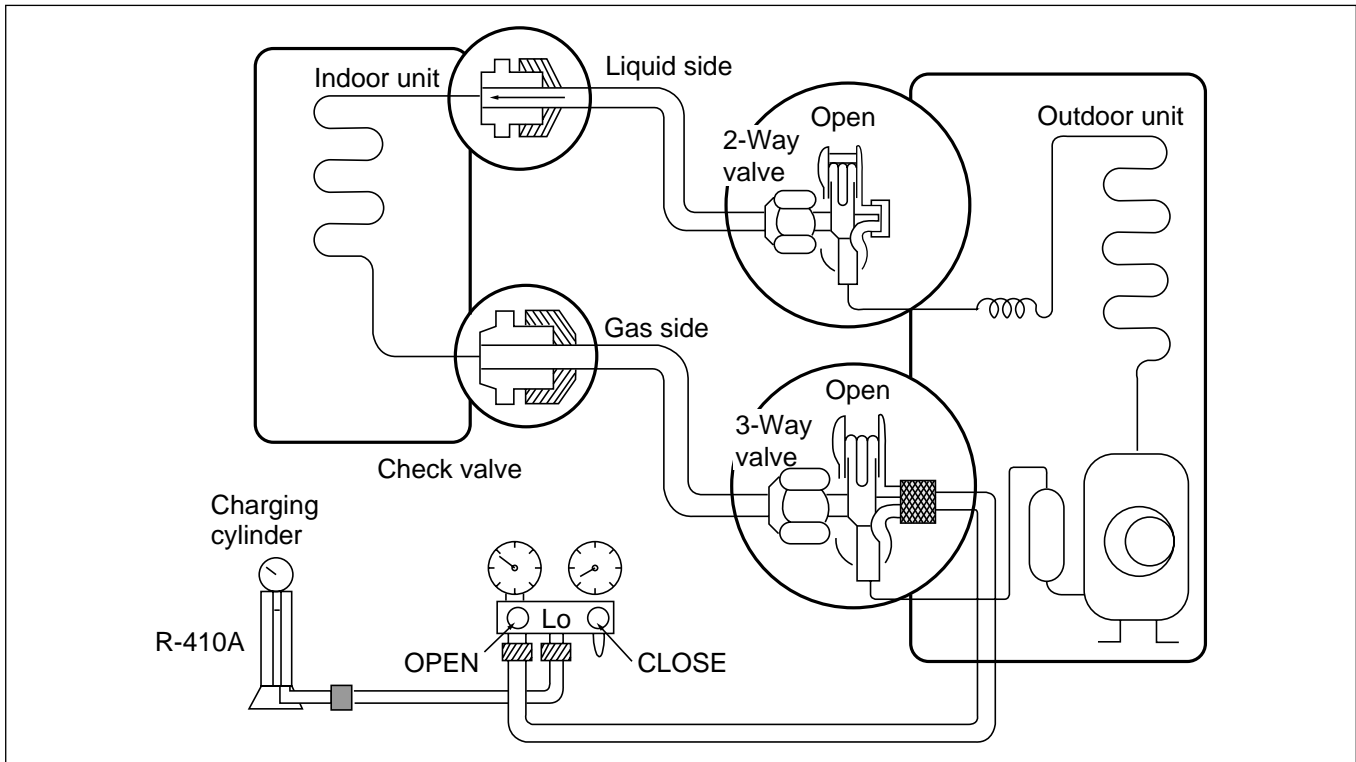 Indoor unit
Liquid side
Open
2-Way
valve
Outdoor unit
Gas side
Open
3-Way
valve
Check valve
Charging
cylinder
R-410A
Lo
OPEN
CLOSE